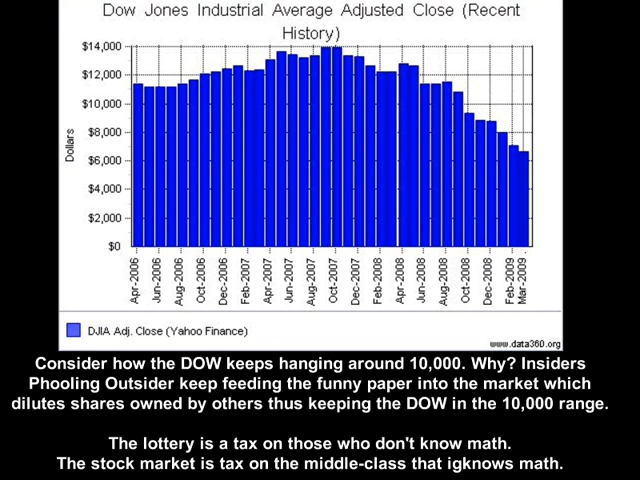 Dow Jones Industrial Average Adjusted Close (Recent
History)
$14,000
$12,000
$10,000
$8,000
$6,000
$4,000
$2,000
$0
Dollars
Apr-2006
Jun-2006
Aug-2006
Oct-2006
Dec-2006
Feb-2007
Apr-2007
Jun-2007
Aug-2007
Oct-2007
Dec-2007
Feb-2008
Apr-2008
Jun-2008
Aug-2008
Oct-2008
Dec-2008
Feb-2009
Mar-2009
DJIA Adj. Close (Yahoo Finance)
www.data360.org
Consider how the DOW keeps hanging around 10,000. Why? Insiders
Phooling Outsider keep feeding the funny paper into the market which
dilutes shares owned by others thus keeping the DOW in the 10,000 range.
The lottery is a tax on those who don't know math.
The stock market is tax on the middle-class that igknows math.